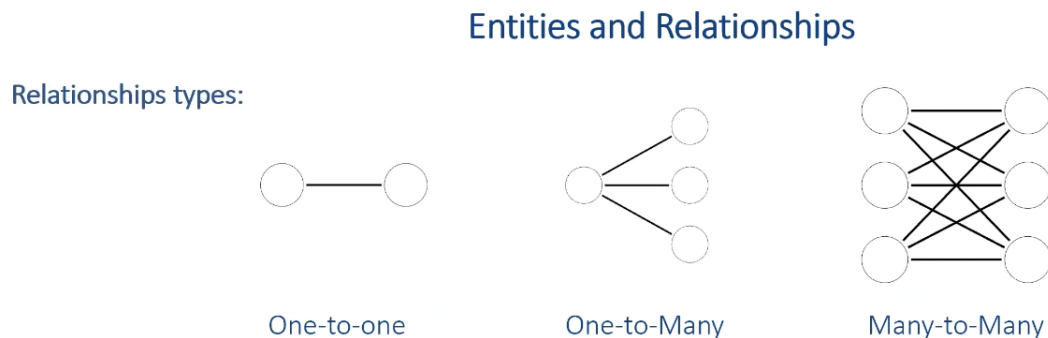 Entities and Relationships
Relationships types:
One-to-one
One-to-Many
Many-to-Many